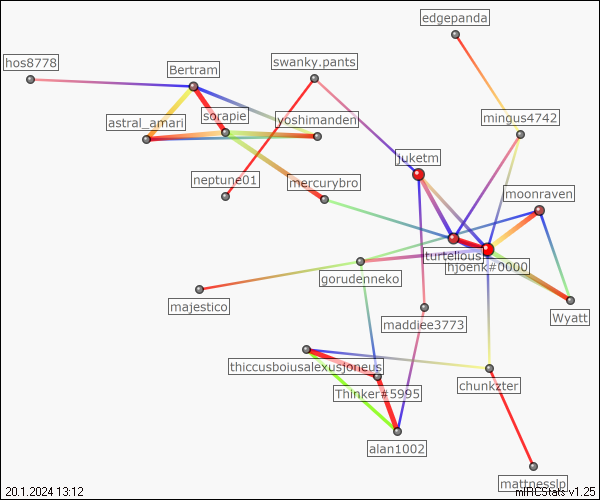 edgepanda
hos8778
swanky.pants
Bertram
mingus4742
sorapie
yoshimanden
astral_amari
juketm
neptune01
mercurybro
moonraven
turtelious
hjoenk#0000
gorudenneko
majestico
Wyatt
maddiee3773
thiccusboiusalexusjoneus
Thinker#5995
chunkzter
alan1002
mattnesslp
20.1.2024 13:12
mIRCStats v1.25